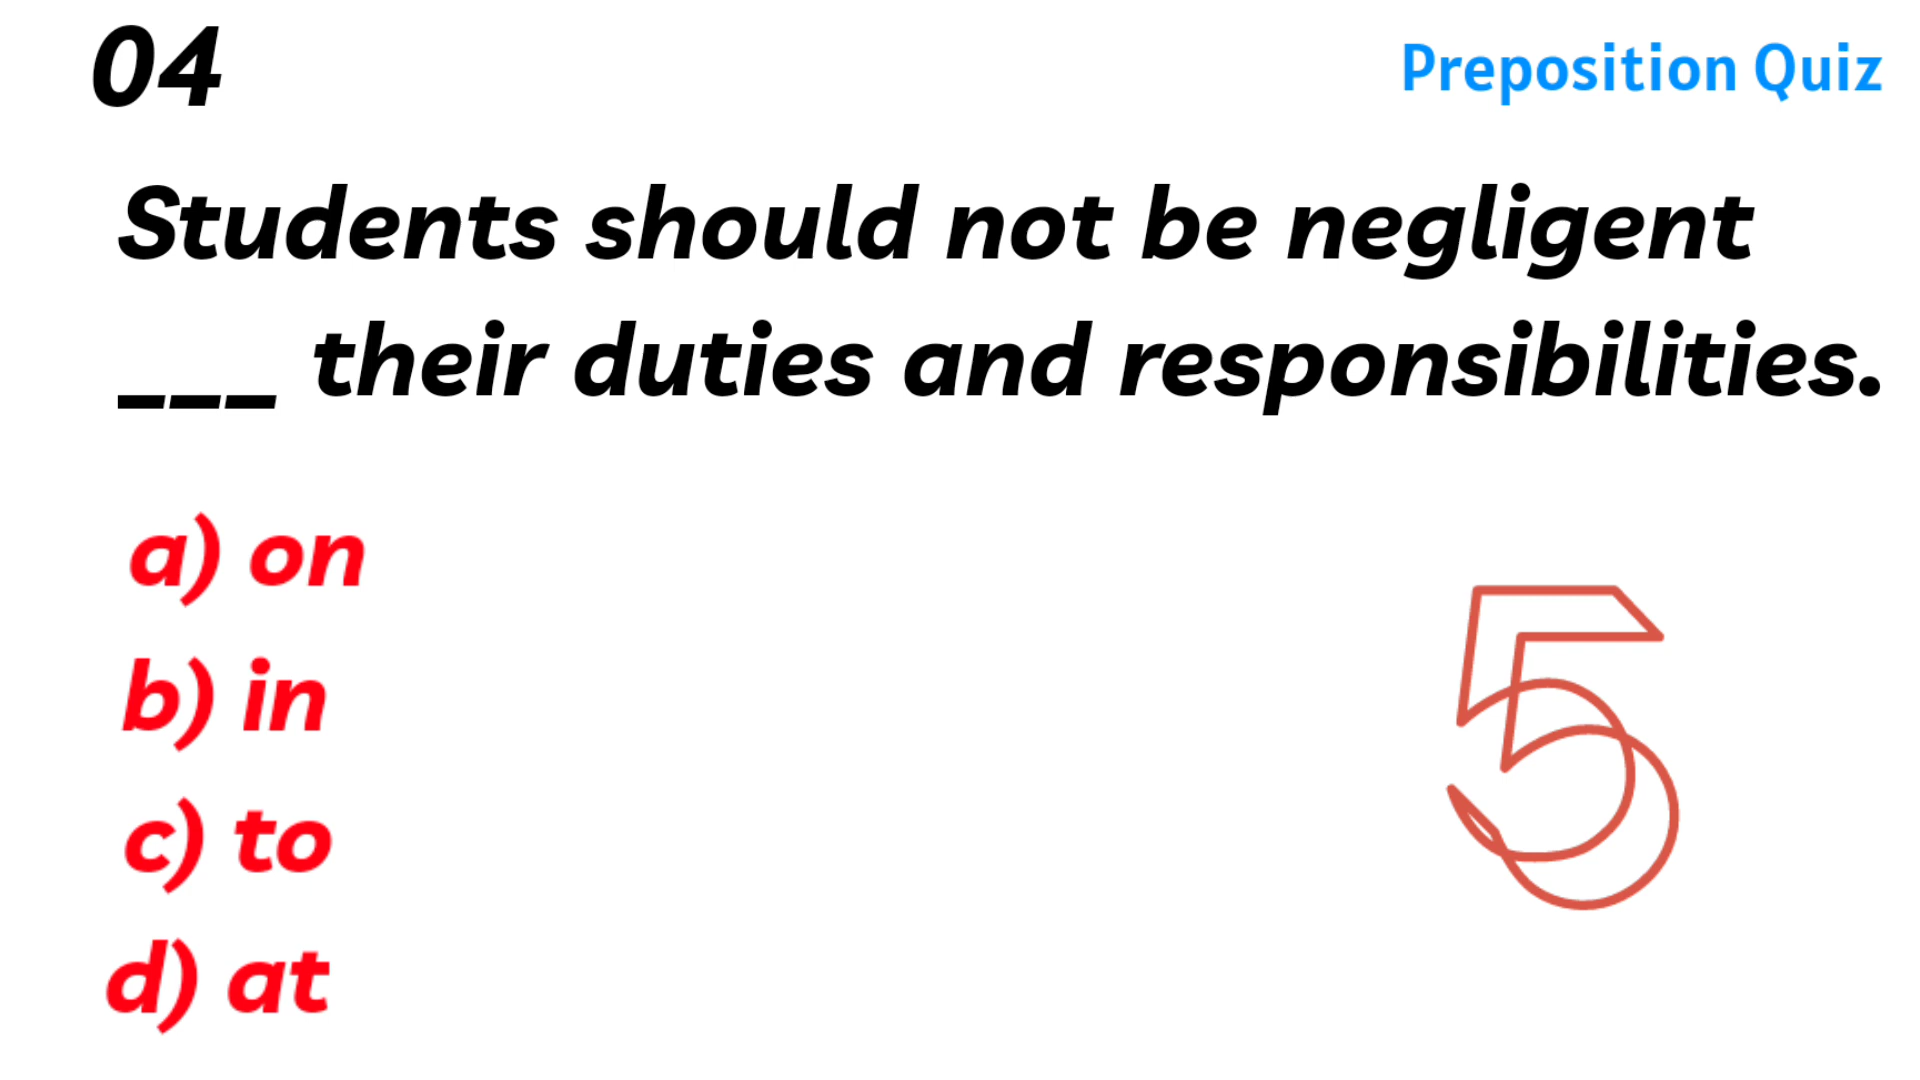 04
Preposition Quiz
Students should not be negligent
___ their duties and responsibilities.
a) on
b) in
c) to
d) at
5